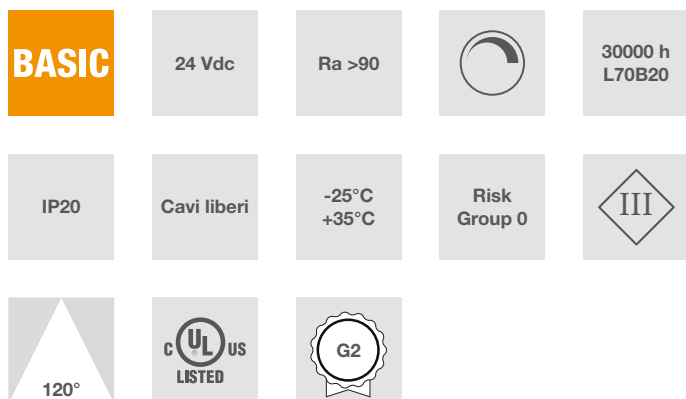 BASIC
24 Vdc
Ra >90
30000 h
L70B20
IP20
Cavi liberi
-25°C
+35°C
Risk
Group 0
III
120°
C UL US
®
LISTED
G2